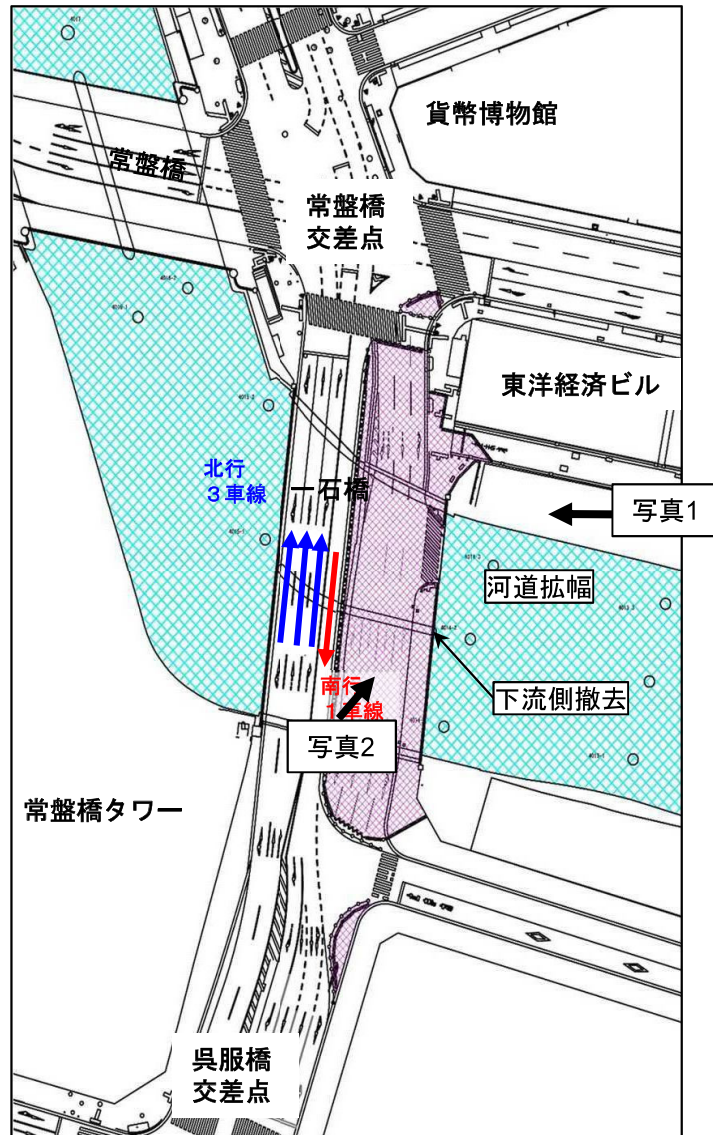 貨幣博物館
常盤橋
常盤橋
交差点
東洋経済ビル
北行
3車線
一石橋
写真1
河道拡幅
南行
1車線
下流側撤去
写真2
常盤橋タワー
呉服橋
交差点